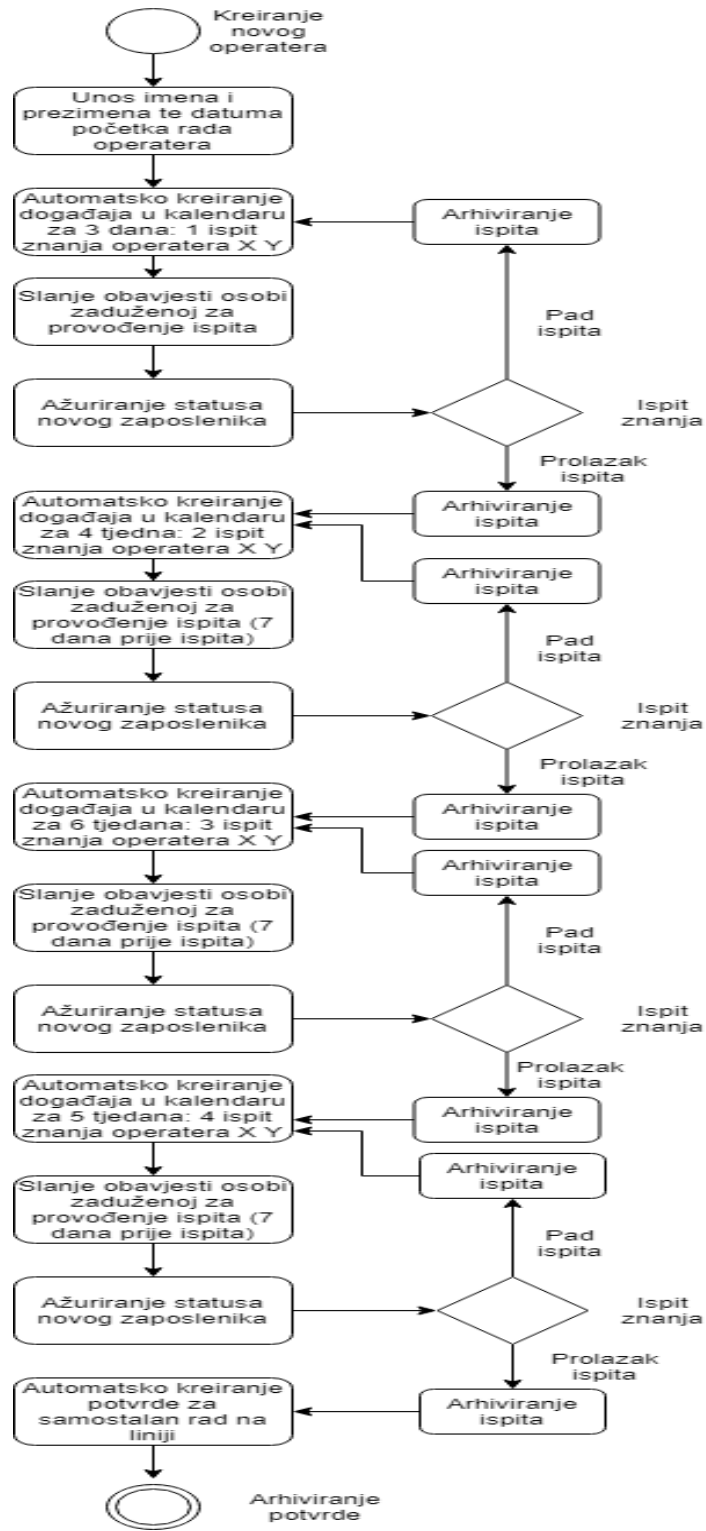 Kreiranje
novog
operatera
Unos imena i
prezimena te datuma
početka rada
operatera
Automatsko kreiranje
događaja u kalendaru
za 3 dana: 1 ispit
znanja operatera X Y
Arhiviranje
ispita
Slanje obavjesti osobi
zaduženoj za
provođenje ispita
Pad
ispita
Ažuriranje statusa
novog zaposlenika
Ispit
znanja
Prolazak
ispita
Automatsko kreiranje
događaja u kalendaru
za 4 tjedna: 2 ispit
znanja operatera X Y
Arhiviranje
ispita
Arhiviranje
ispita
Slanje obavjesti osobi
zaduženoj za
provođenje ispita (7
dana prije ispita)
Pad
ispita
Ažuriranje statusa
novog zaposlenika
Ispit
znanja
Prolazak
ispita
Automatsko kreiranje
događaja u kalendaru
za 6 tjedana: 3 ispit
znanja operatera X Y
Arhiviranje
ispita
Arhiviranje
ispita
Slanje obavjesti osobi
zaduženoj za
provođenje ispita (7
dana prije ispita)
Pad
ispita
Ažuriranje statusa
novog zaposlenika
Ispit
znanja
Prolazak
ispita
Automatsko kreiranje
događaja u kalendaru
za 5 tjedana: 4 ispit
znanja operatera X Y
Arhiviranje
ispita
Arhiviranje
ispita
Slanje obavjesti osobi
zaduženoj za
provođenje ispita (7
dana prije ispita)
Pad
ispita
Ažuriranje statusa
novog zaposlenika
Ispit
znanja
Prolazak
ispita
Automatsko kreiranje
potvrde za
samostalan rad na
liniji
Arhiviranje
ispita
Arhiviranje
potvrde